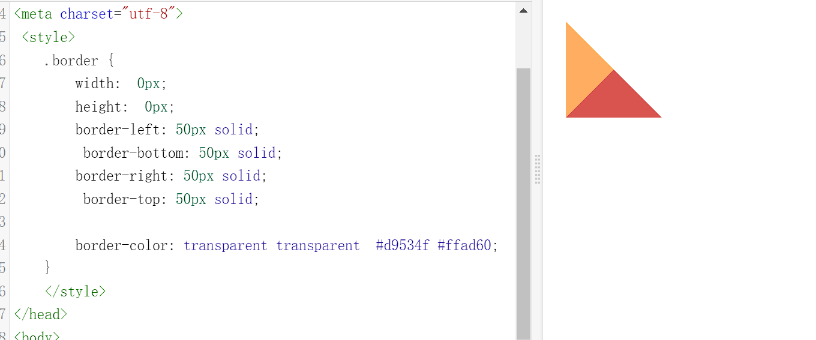 4 <meta charset="utf-8">
5 <style>
6 .border {
7 width: 0px;
8 height: 0px;
9 border-left: 50px solid;
0 border-bottom: 50px solid;
1 border-right: 50px solid;
2 border-top: 50px solid;
3
4 border-color: transparent transparent #d9534f #ffad60;
5 }
6 </style>
7 </head>
8 <body>